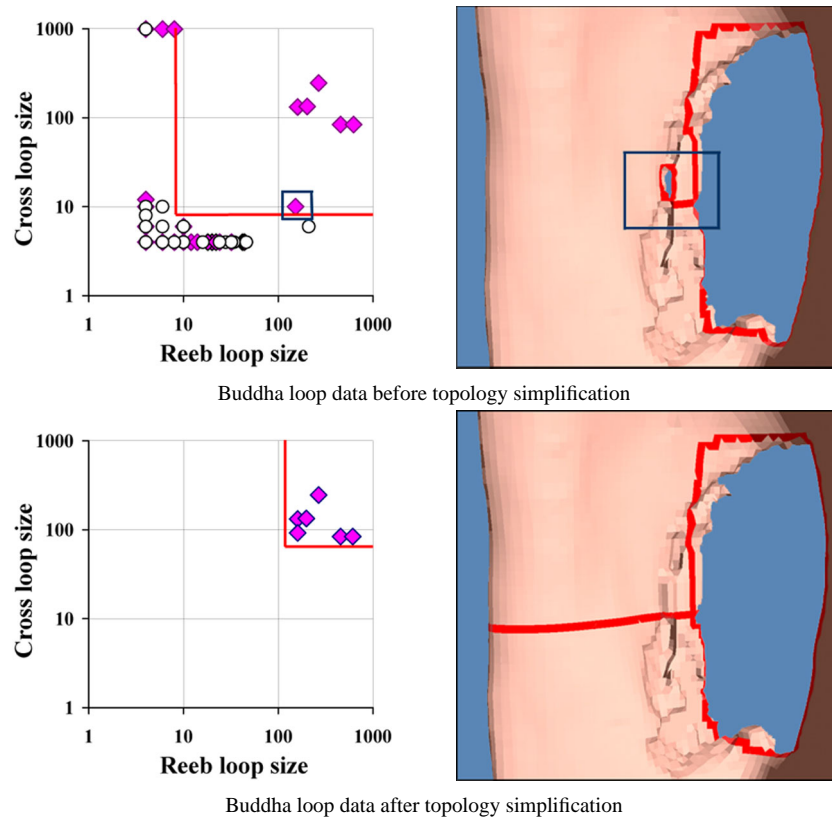 1000
100
10
1
Cross loop size
1 10 100 1000
Reeb loop size
Buddha loop data before topology simplification
1000
100
10
1
Cross loop size
1 10 100 1000
Reeb loop size
Buddha loop data after topology simplification